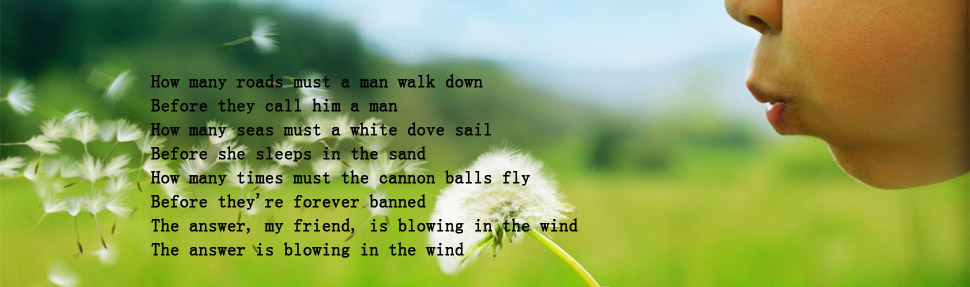 How many roads must a man walk down
Before they call him a man
How many seas must a white dove sail
Before she sleeps in the sand
How many times must the cannon balls fly
Before they're forever banned
The answer, my friend, is blowing in the wind
The answer is blowing in the wind